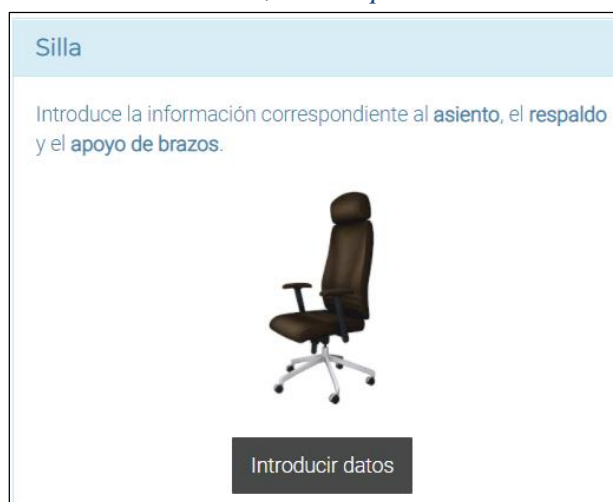 Silla
Introduce la información correspondiente al asiento, el respaldo
y el apoyo de brazos.
Introducir datos